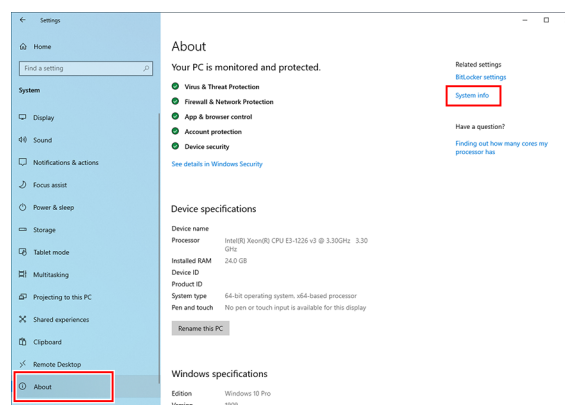 Settings
Home
Find a setting
System
Display
Sound
Notifications & actions
Focus assist
Power & sleep
Storage
Tablet mode
Multitasking
Projecting to this PC
Shared experiences
Clipboard
Remote Desktop
About
About
Your PC is monitored and protected.
Virus & Threat Protection
Firewall & Network Protection
App & browser control
Account protection
Device security
See details in Windows Security
Device specifications
Device name
Processor Intel(R) Xeon(R) CPU E3-1226 v3 @ 3.30GHz 3.30
GHz
Installed RAM 24.0 GB
Device ID
Product ID
System type 64-bit operating system, x64-based processor
Pen and touch No pen or touch input is available for this display
Rename this PC
Windows specifications
Edition Windows 10 Pro
Version 1909
Related settings
BitLocker settings
System info
Have a question?
Finding out how many cores my
processor has